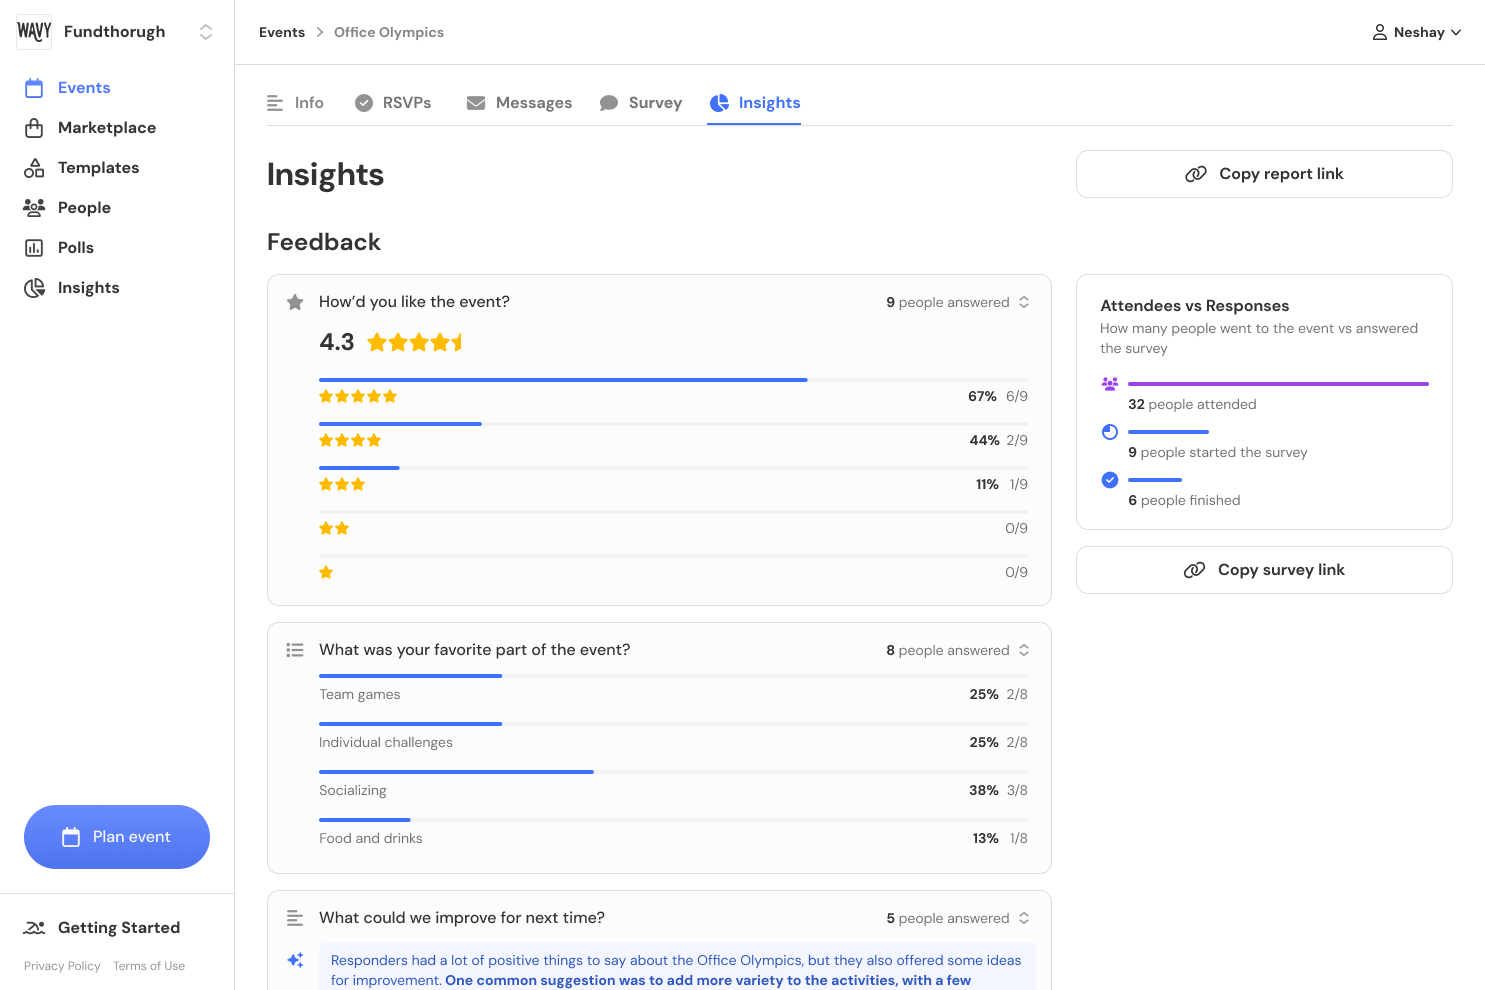 WAVY
Fundthorugh
Events
Marketplace
Templates
People
Polls
Insights
Plan event
Getting Started
Privacy Policy Terms of Use
Events > Office Olympics
Neshay
Info RSVPs Messages Survey Insights
Insights
Copy report link
Feedback
How’d you like the event?
9 people answered
4.3
67% 6/9
44% 2/9
11% 1/9
0/9
0/9
What was your favorite part of the event?
8 people answered
Team games
25% 2/8
Individual challenges
25% 2/8
Socializing
38% 3/8
Food and drinks
13% 1/8
What could we improve for next time?
5 people answered
Responders had a lot of positive things to say about the Office Olympics, but they also offered some ideas
for improvement. One common suggestion was to add more variety to the activities, with a few
Attendees vs Responses
How many people went to the event vs answered
the survey
32 people attended
9 people started the survey
6 people finished
Copy survey link